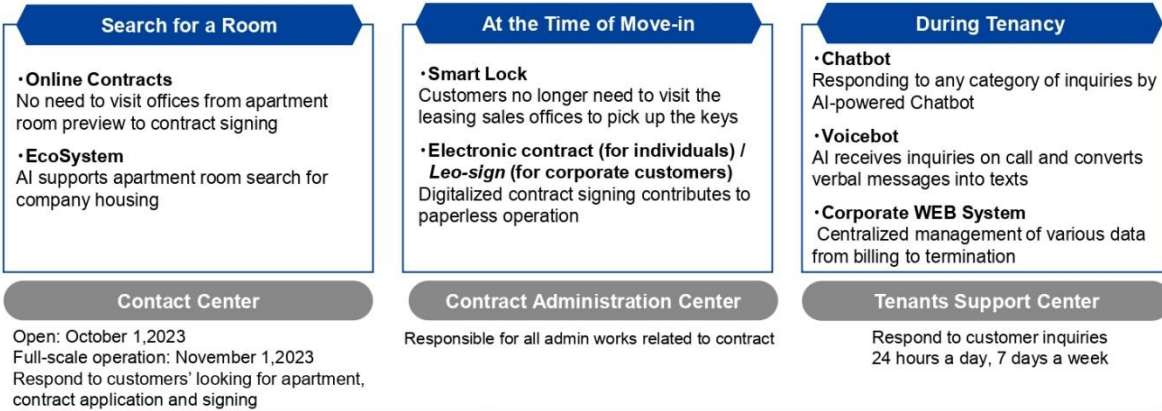 Search for a Room
・Online Contracts
No need to visit offices from apartment
room preview to contract signing
・EcoSystem
AI supports apartment room search for
company housing
Contact Center
Open: October 1,2023
Full-scale operation: November 1,2023
Respond to customers' looking for apartment,
contract application and signing
At the Time of Move-in
・Smart Lock
Customers no longer need to visit the
leasing sales offices to pick up the keys
・Electronic contract (for individuals) /
Leo-sign (for corporate customers)
Digitalized contract signing contributes to
paperless operation
Contract Administration Center
Responsible for all admin works related to contract
During Tenancy
・Chatbot
Responding to any category of inquiries by
AI-powered Chatbot
・Voicebot
AI receives inquiries on call and converts
verbal messages into texts
・Corporate WEB System
Centralized management of various data
from billing to termination
Tenants Support Center
Respond to customer inquiries
24 hours a day, 7 days a week